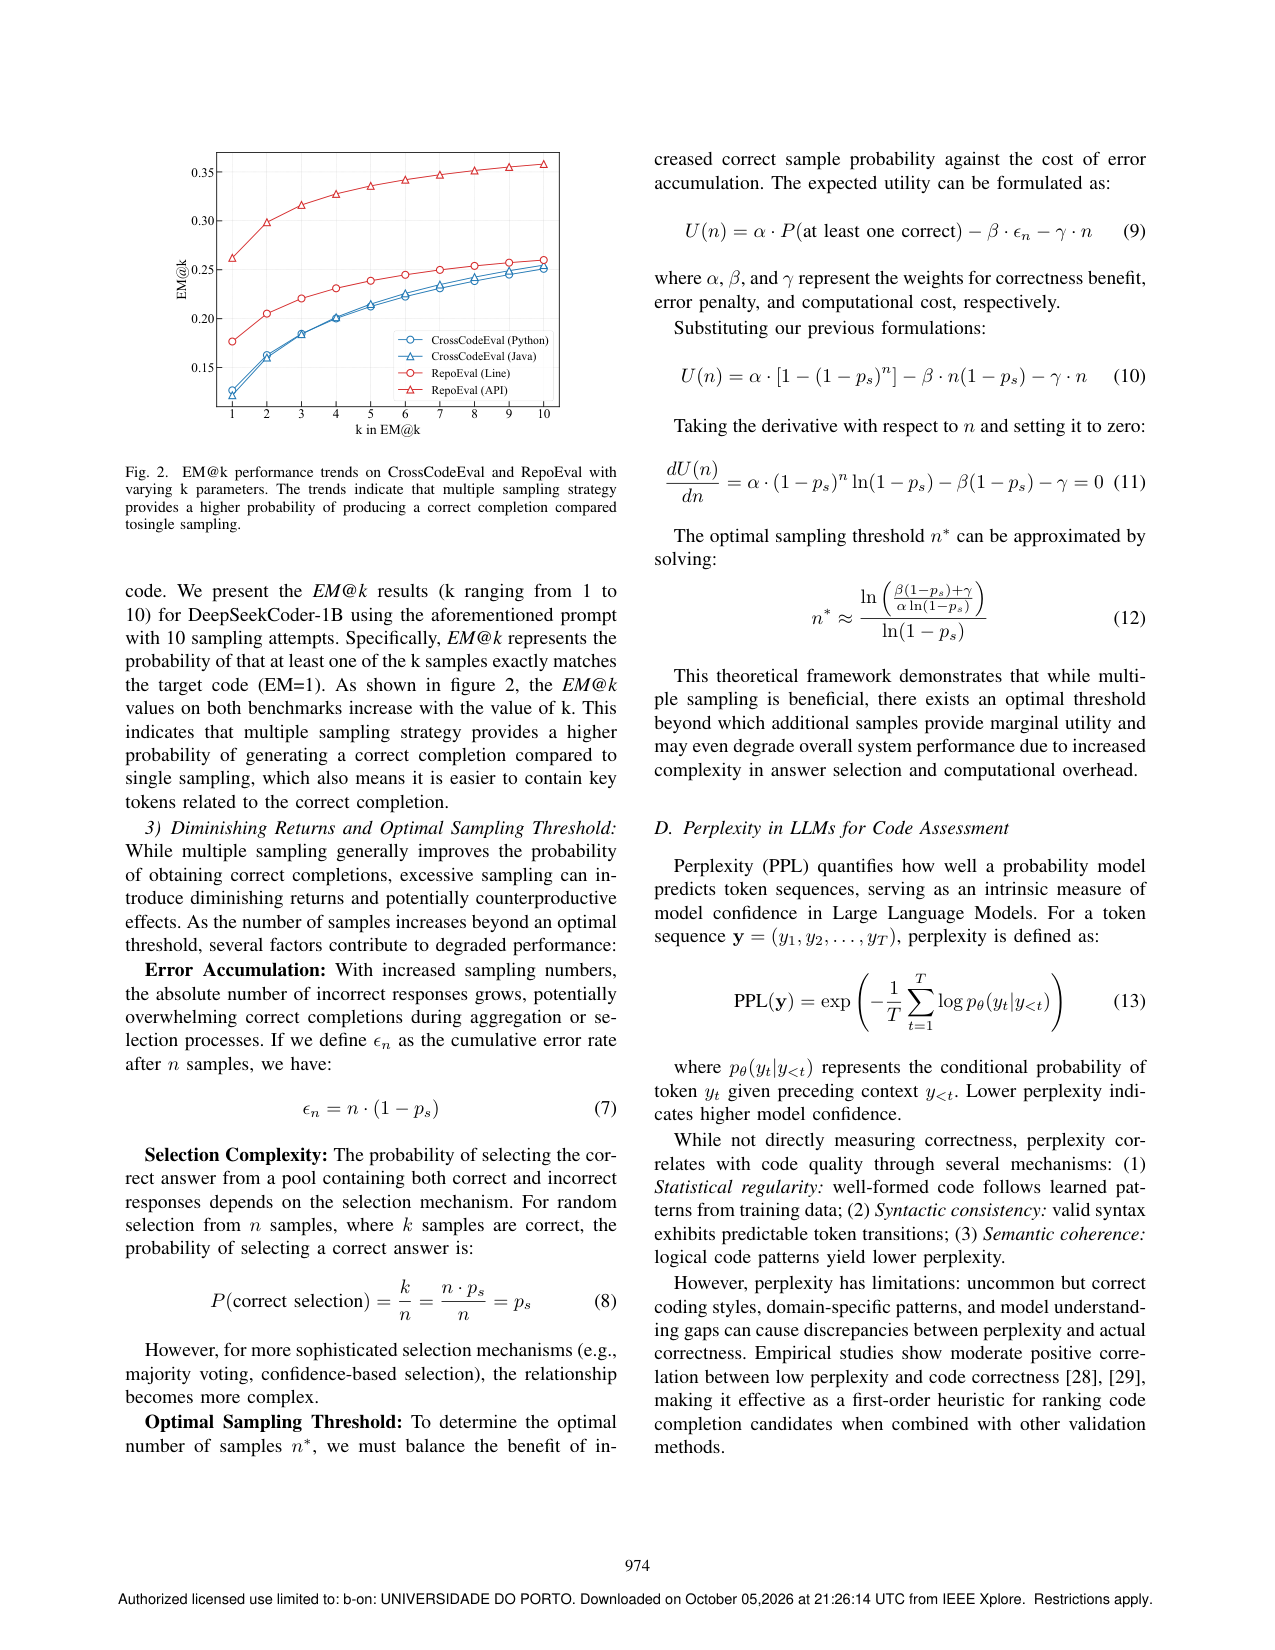 0.35
0.30
0.25
0.20
0.15
EM@k
CrossCodeEval (Python)
CrossCodeEval (Java)
RepoEval (Line)
RepoEval (API)
1 2 3 4 5 6 7 8 9 10
k in EM@k
Fig. 2. EM@k performance trends on CrossCodeEval and RepoEval with
varying k parameters. The trends indicate that multiple sampling strategy
provides a higher probability of producing a correct completion compared
tosingle sampling.
code. We present the EM@k results (k ranging from 1 to
10) for DeepSeekCoder-1B using the aforementioned prompt
with 10 sampling attempts. Specifically, EM@k represents the
probability of that at least one of the k samples exactly matches
the target code (EM=1). As shown in figure 2, the EM@k
values on both benchmarks increase with the value of k. This
indicates that multiple sampling strategy provides a higher
probability of generating a correct completion compared to
single sampling, which also means it is easier to contain key
tokens related to the correct completion.
3) Diminishing Returns and Optimal Sampling Threshold:
While multiple sampling generally improves the probability
of obtaining correct completions, excessive sampling can in-
troduce diminishing returns and potentially counterproductive
effects. As the number of samples increases beyond an optimal
threshold, several factors contribute to degraded performance:
Error Accumulation: With increased sampling numbers,
the absolute number of incorrect responses grows, potentially
overwhelming correct completions during aggregation or se-
lection processes. If we define ϵₙ as the cumulative error rate
after n samples, we have:
ϵₙ = n · (1 − pₛ) (7)
Selection Complexity: The probability of selecting the cor-
rect answer from a pool containing both correct and incorrect
responses depends on the selection mechanism. For random
selection from n samples, where k samples are correct, the
probability of selecting a correct answer is:
P(correct selection) = k/n = n · pₛ/n = pₛ (8)
However, for more sophisticated selection mechanisms (e.g.,
majority voting, confidence-based selection), the relationship
becomes more complex.
Optimal Sampling Threshold: To determine the optimal
number of samples n*, we must balance the benefit of in-
creased correct sample probability against the cost of error
accumulation. The expected utility can be formulated as:
U(n) = α · P(at least one correct) − β · ϵₙ − γ · n (9)
where α, β, and γ represent the weights for correctness benefit,
error penalty, and computational cost, respectively.
Substituting our previous formulations:
U(n) = α · [1 − (1 − pₛ)ⁿ] − β · n(1 − pₛ) − γ · n (10)
Taking the derivative with respect to n and setting it to zero:
dU(n)/dn = α · (1 − pₛ)ⁿ ln(1 − pₛ) − β(1 − pₛ) − γ = 0 (11)
The optimal sampling threshold n* can be approximated by
solving:
n* ≈ ln(β(1−pₛ)+γ / α ln(1−pₛ)) / ln(1 − pₛ) (12)
This theoretical framework demonstrates that while multi-
ple sampling is beneficial, there exists an optimal threshold
beyond which additional samples provide marginal utility and
may even degrade overall system performance due to increased
complexity in answer selection and computational overhead.
D. Perplexity in LLMs for Code Assessment
Perplexity (PPL) quantifies how well a probability model
predicts token sequences, serving as an intrinsic measure of
model confidence in Large Language Models. For a token
sequence y = (y₁, y₂, . . . , y_T), perplexity is defined as:
PPL(y) = exp(−1/T ∑_{t=1}^{T} log p_θ(y_t|y_{<t})) (13)
where p_θ(y_t|y_{<t}) represents the conditional probability of
token y_t given preceding context y_{<t}. Lower perplexity indi-
cates higher model confidence.
While not directly measuring correctness, perplexity cor-
relates with code quality through several mechanisms: (1)
Statistical regularity: well-formed code follows learned pat-
terns from training data; (2) Syntactic consistency: valid syntax
exhibits predictable token transitions; (3) Semantic coherence:
logical code patterns yield lower perplexity.
However, perplexity has limitations: uncommon but correct
coding styles, domain-specific patterns, and model understand-
ing gaps can cause discrepancies between perplexity and actual
correctness. Empirical studies show moderate positive corre-
lation between low perplexity and code correctness [28], [29],
making it effective as a first-order heuristic for ranking code
completion candidates when combined with other validation
methods.
974
Authorized licensed use limited to: b-on: UNIVERSIDADE DO PORTO. Downloaded on October 05,2026 at 21:26:14 UTC from IEEE Xplore. Restrictions apply.